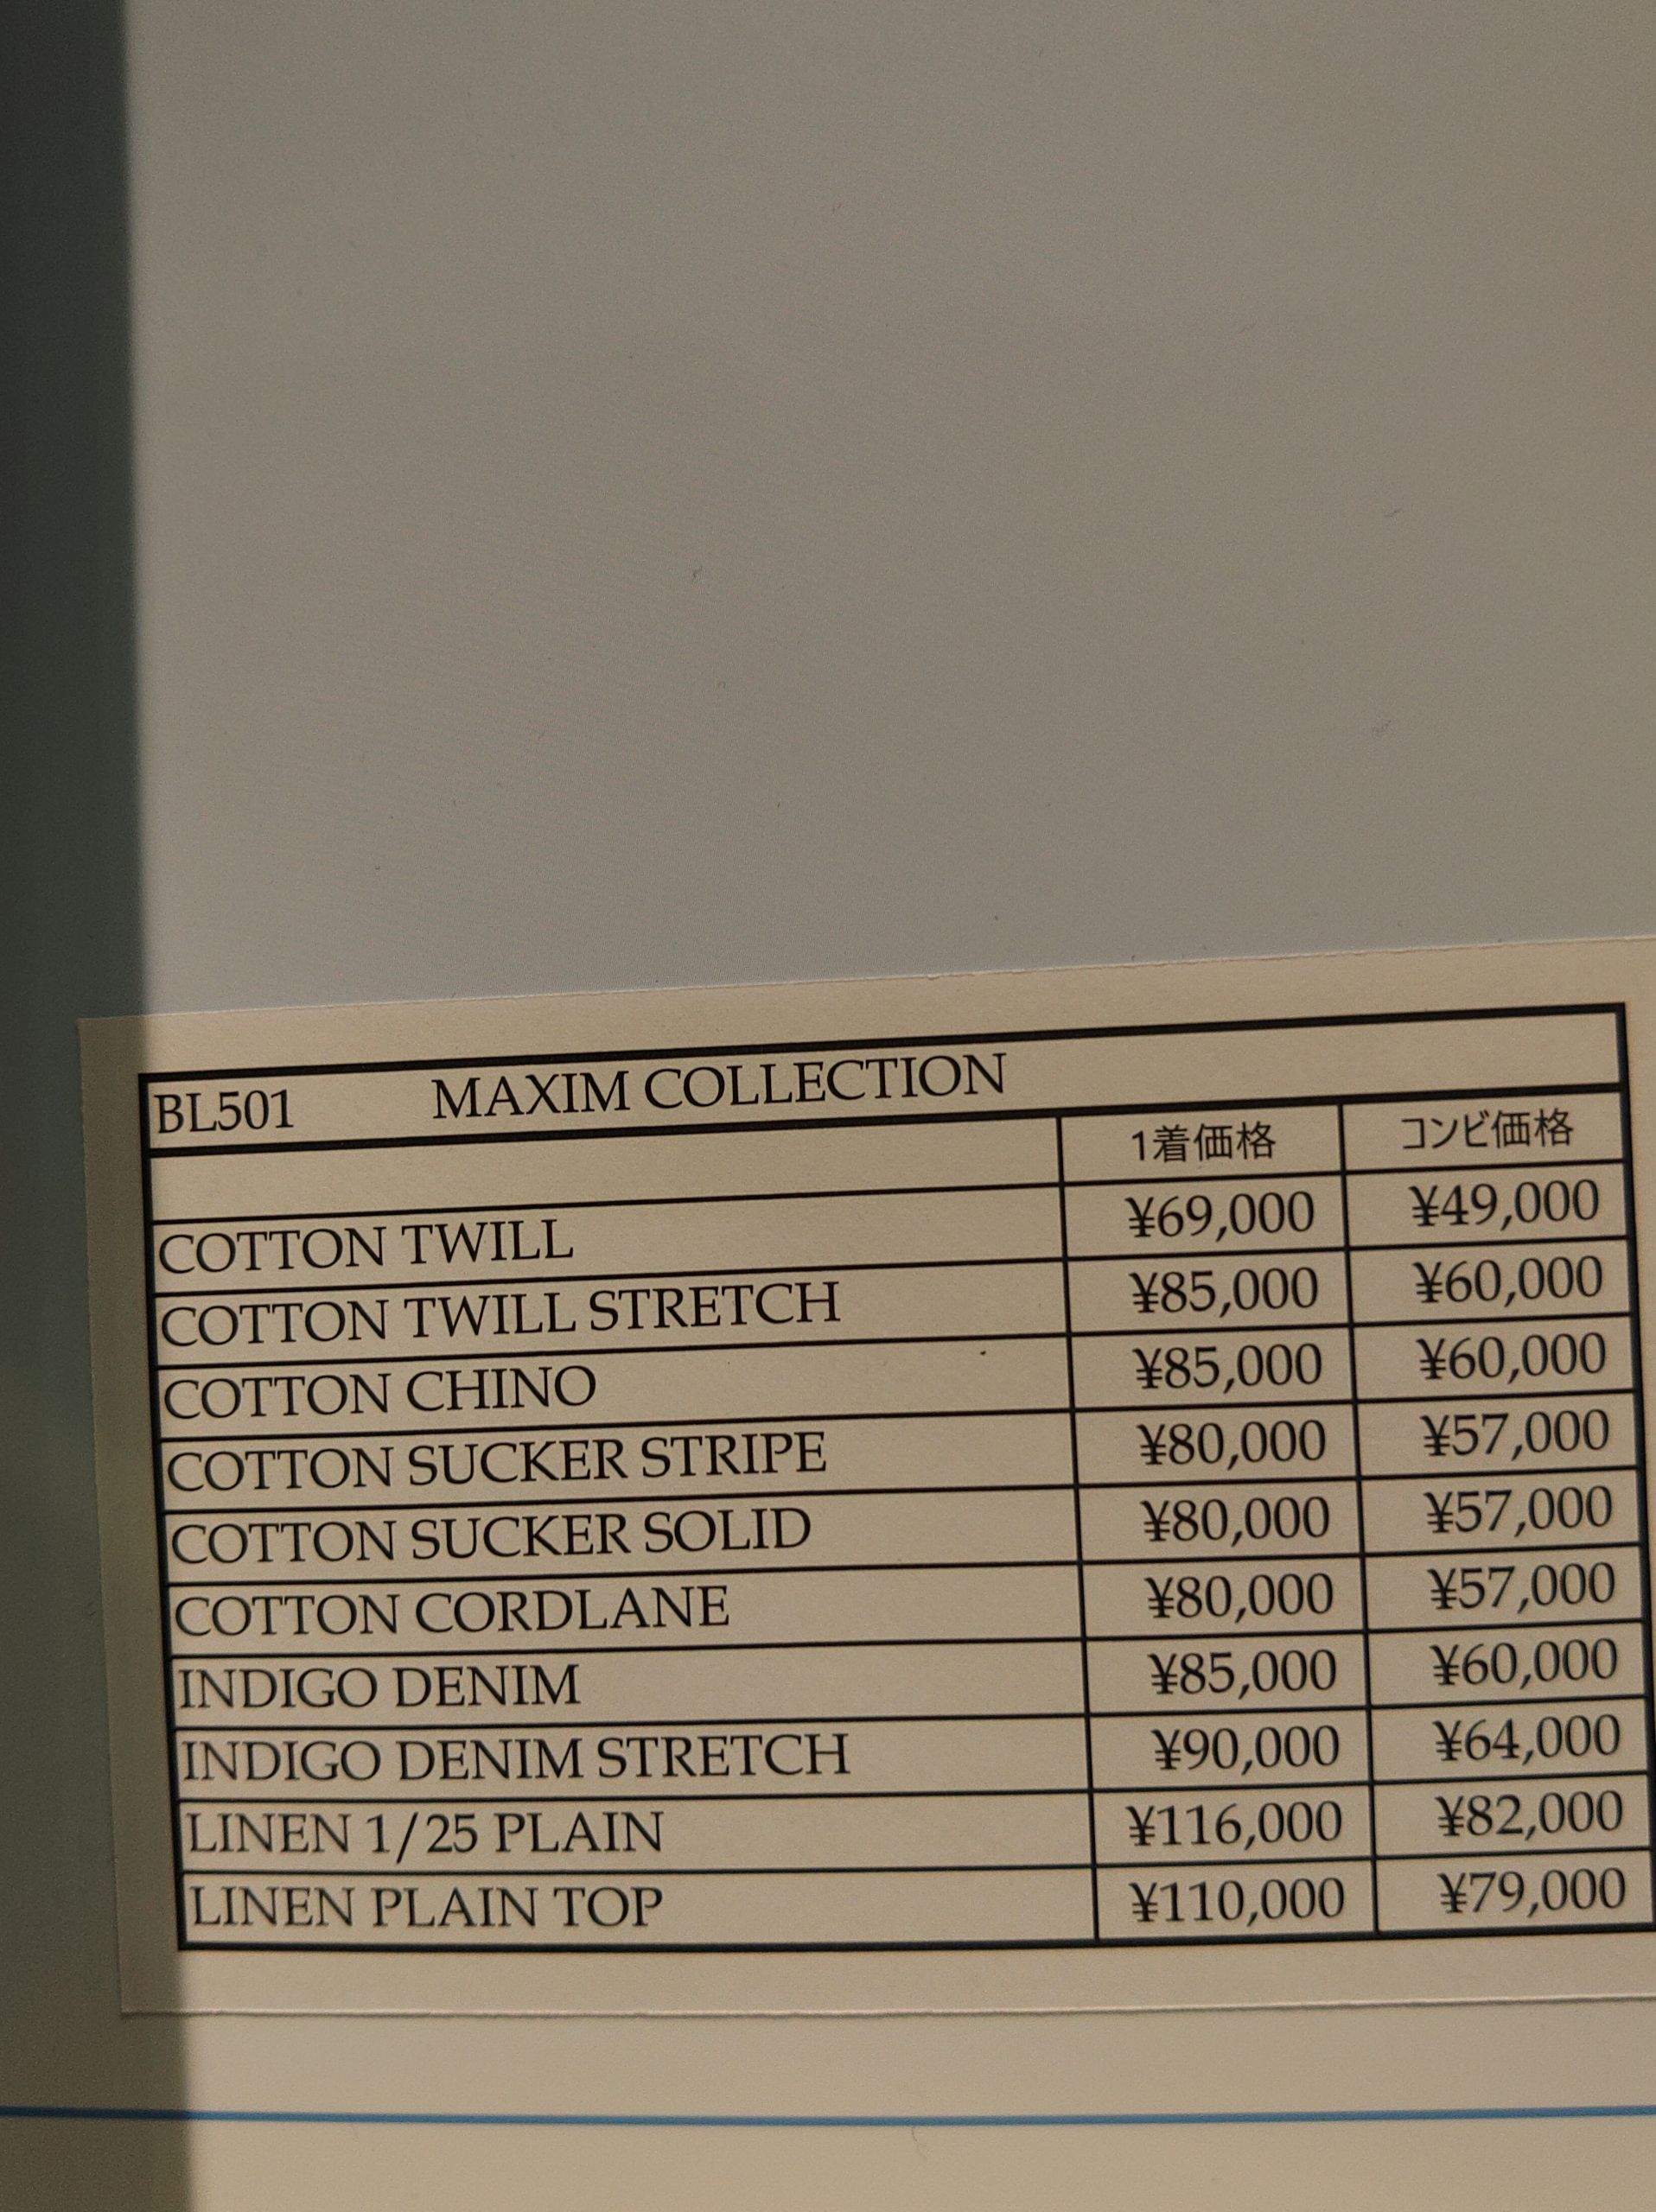 BL501 MAXIM COLLECTION
1着価格 コンビ価格
COTTON TWILL ¥69,000 ¥49,000
COTTON TWILL STRETCH ¥85,000 ¥60,000
COTTON CHINO ¥85,000 ¥60,000
COTTON SUCKER STRIPE ¥80,000 ¥57,000
COTTON SUCKER SOLID ¥80,000 ¥57,000
COTTON CORDLANE ¥80,000 ¥57,000
INDIGO DENIM ¥85,000 ¥60,000
INDIGO DENIM STRETCH ¥90,000 ¥64,000
LINEN 1/25 PLAIN ¥116,000 ¥82,000
LINEN PLAIN TOP ¥110,000 ¥79,000